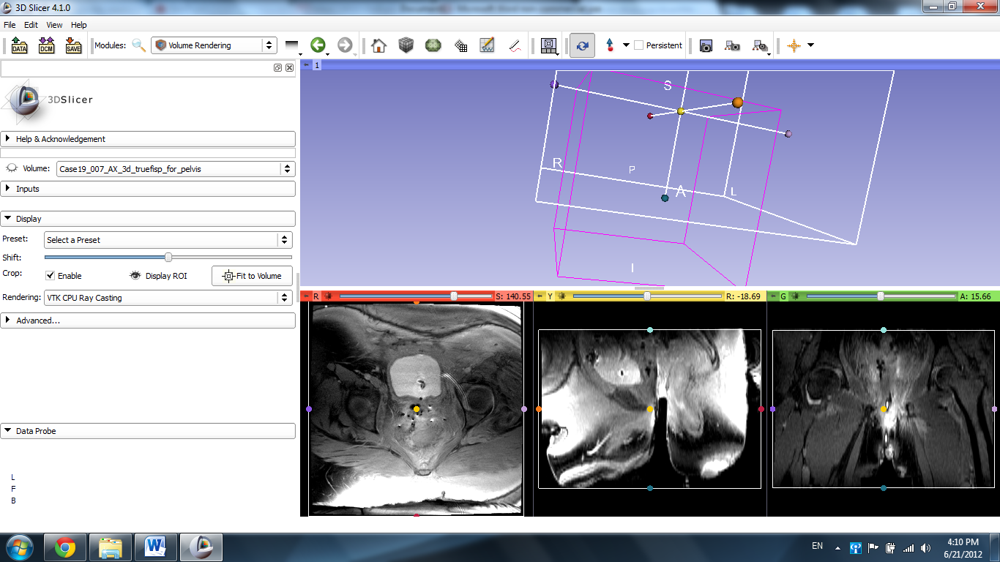 3D Slicer 4.1.0
File Edit View Help
DATA DCM SAVE Modules: Volume Rendering Persistent
1
3DSlicer
Help & Acknowledgement
Volume: Case19_007_AX_3d_truefisp_for_pelvis
Inputs
Display
Preset: Select a Preset
Shift:
Crop: Enable Display ROI Fit to Volume
Rendering: VTK CPU Ray Casting
Advanced...
Data Probe
L
F
B
S
R
P
A
L
I
R S: 140.55
Y R: -18.69
G A: 15.66
EN
4:10 PM
6/21/2012